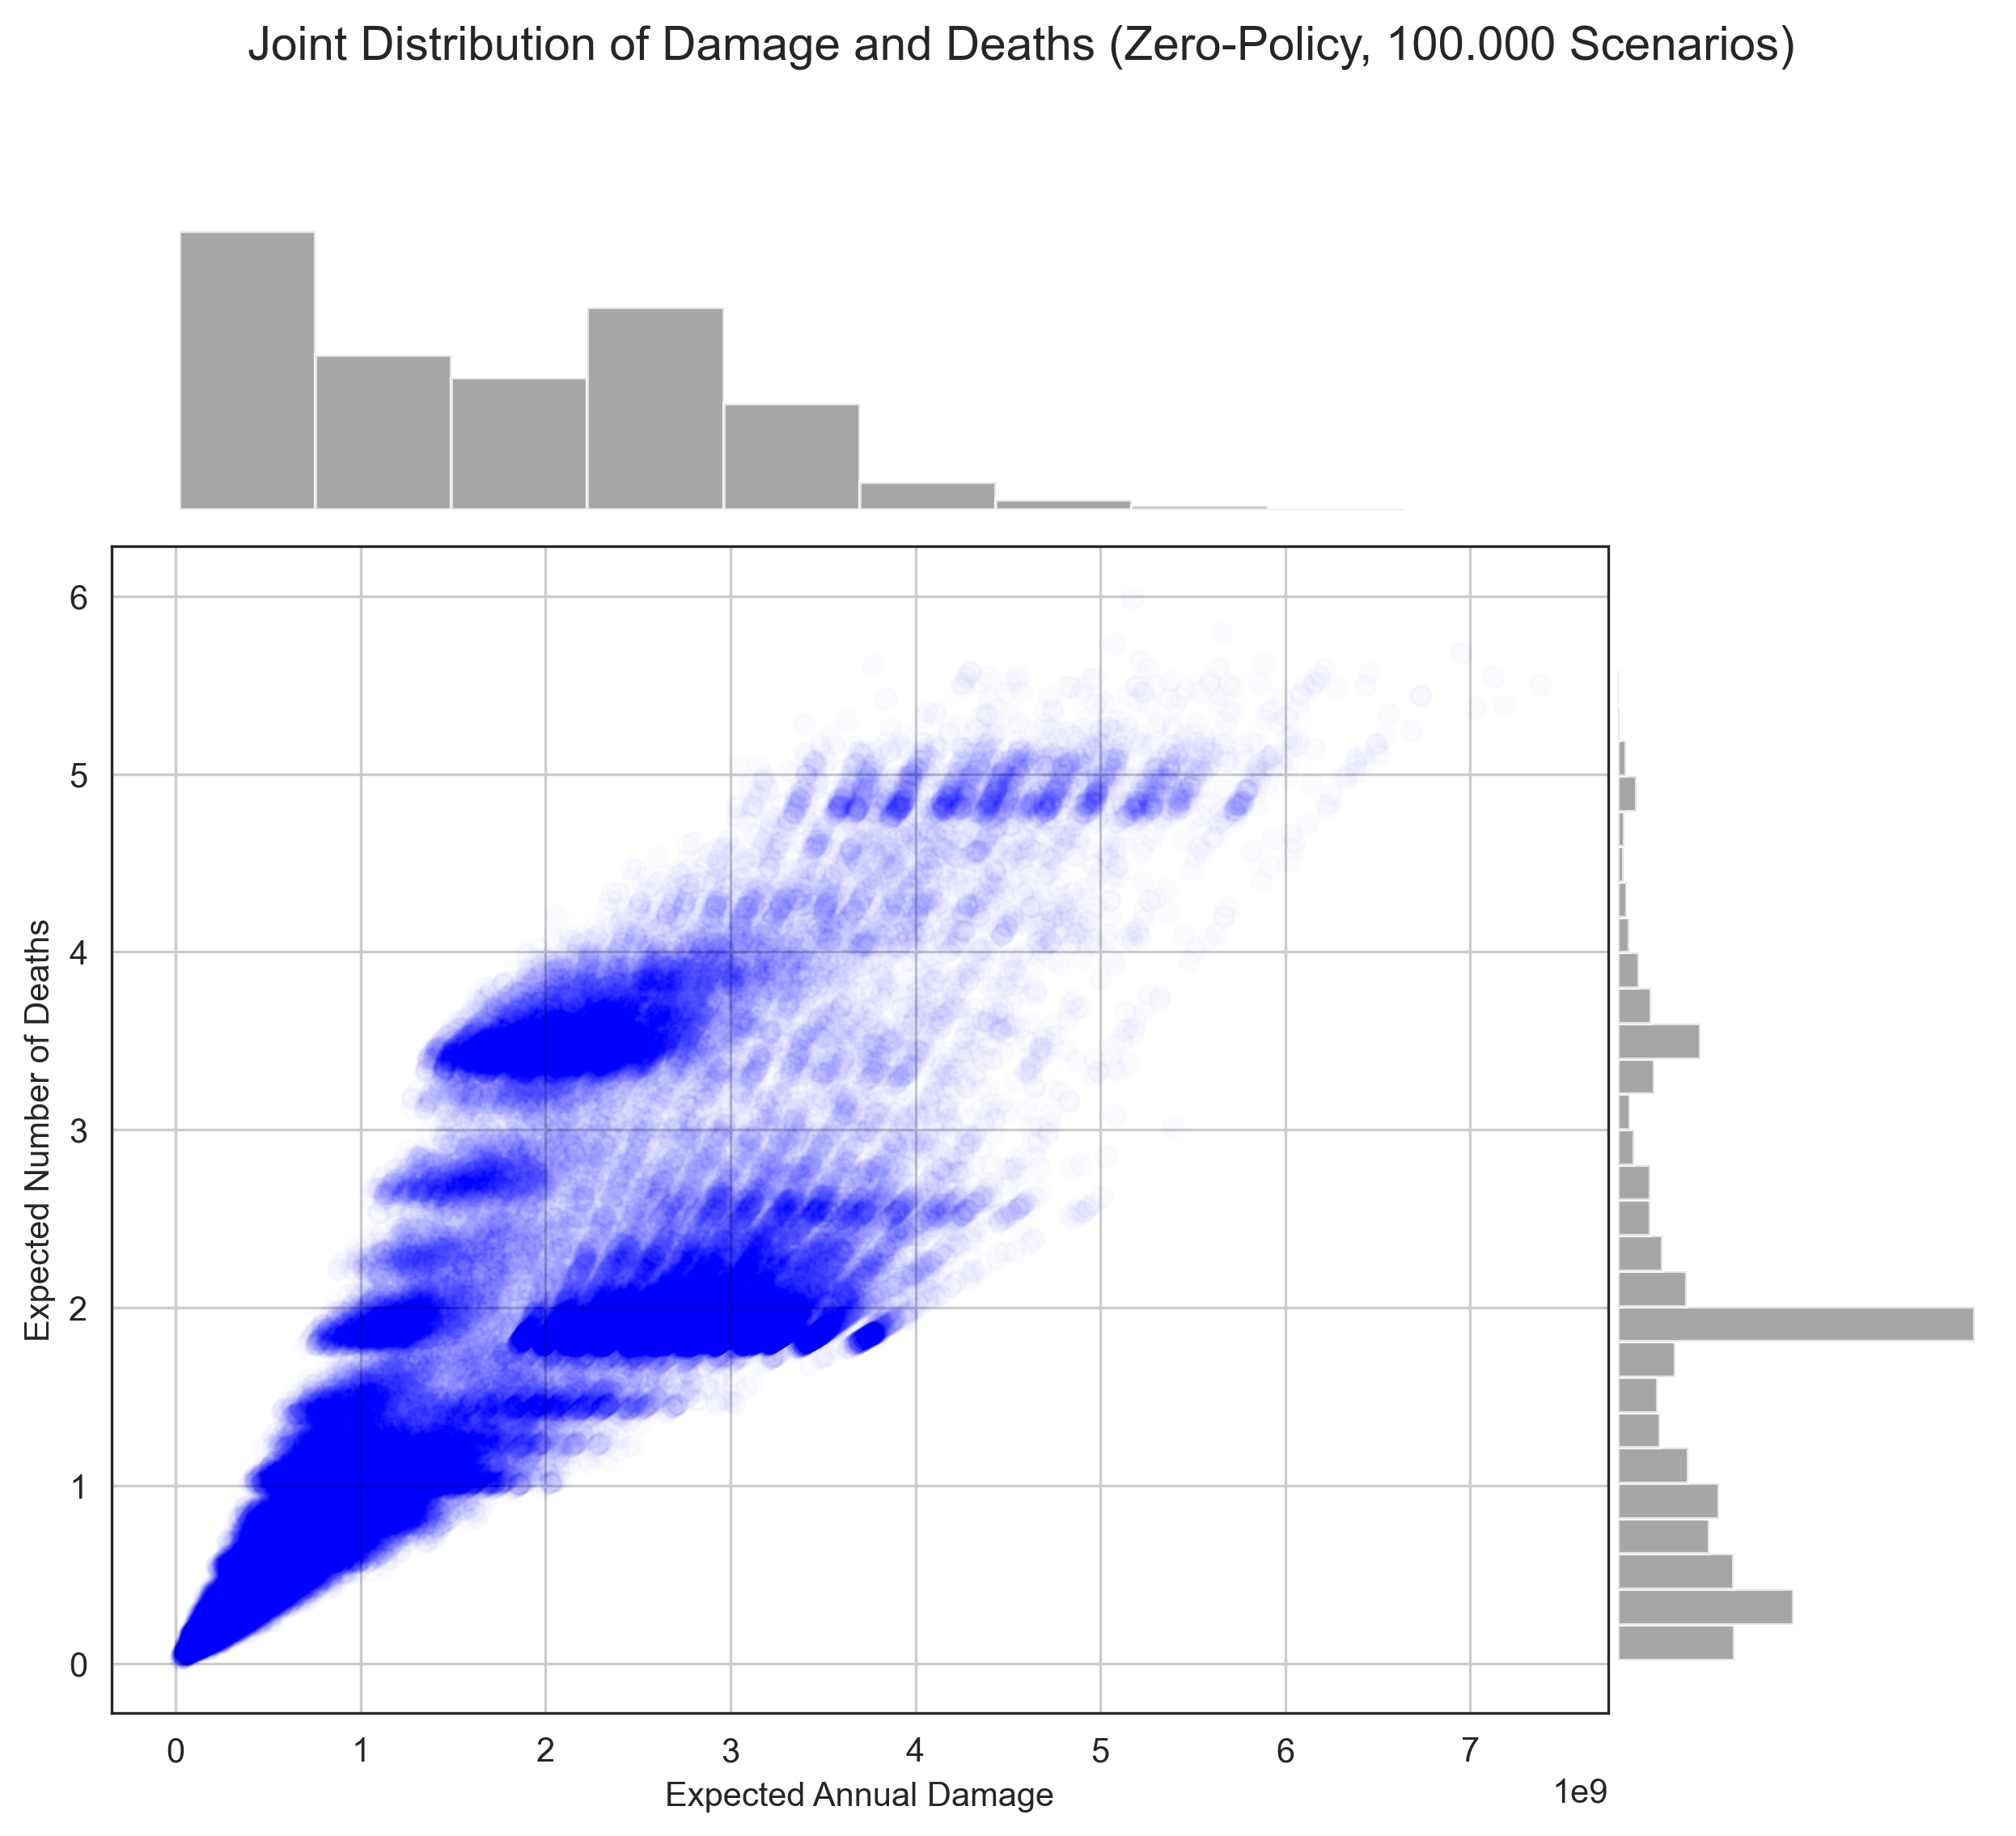 Joint Distribution of Damage and Deaths (Zero-Policy, 100.000 Scenarios)
6
5
4
3
2
1
0
Expected Number of Deaths
0 1 2 3 4 5 6 7
Expected Annual Damage
1e9